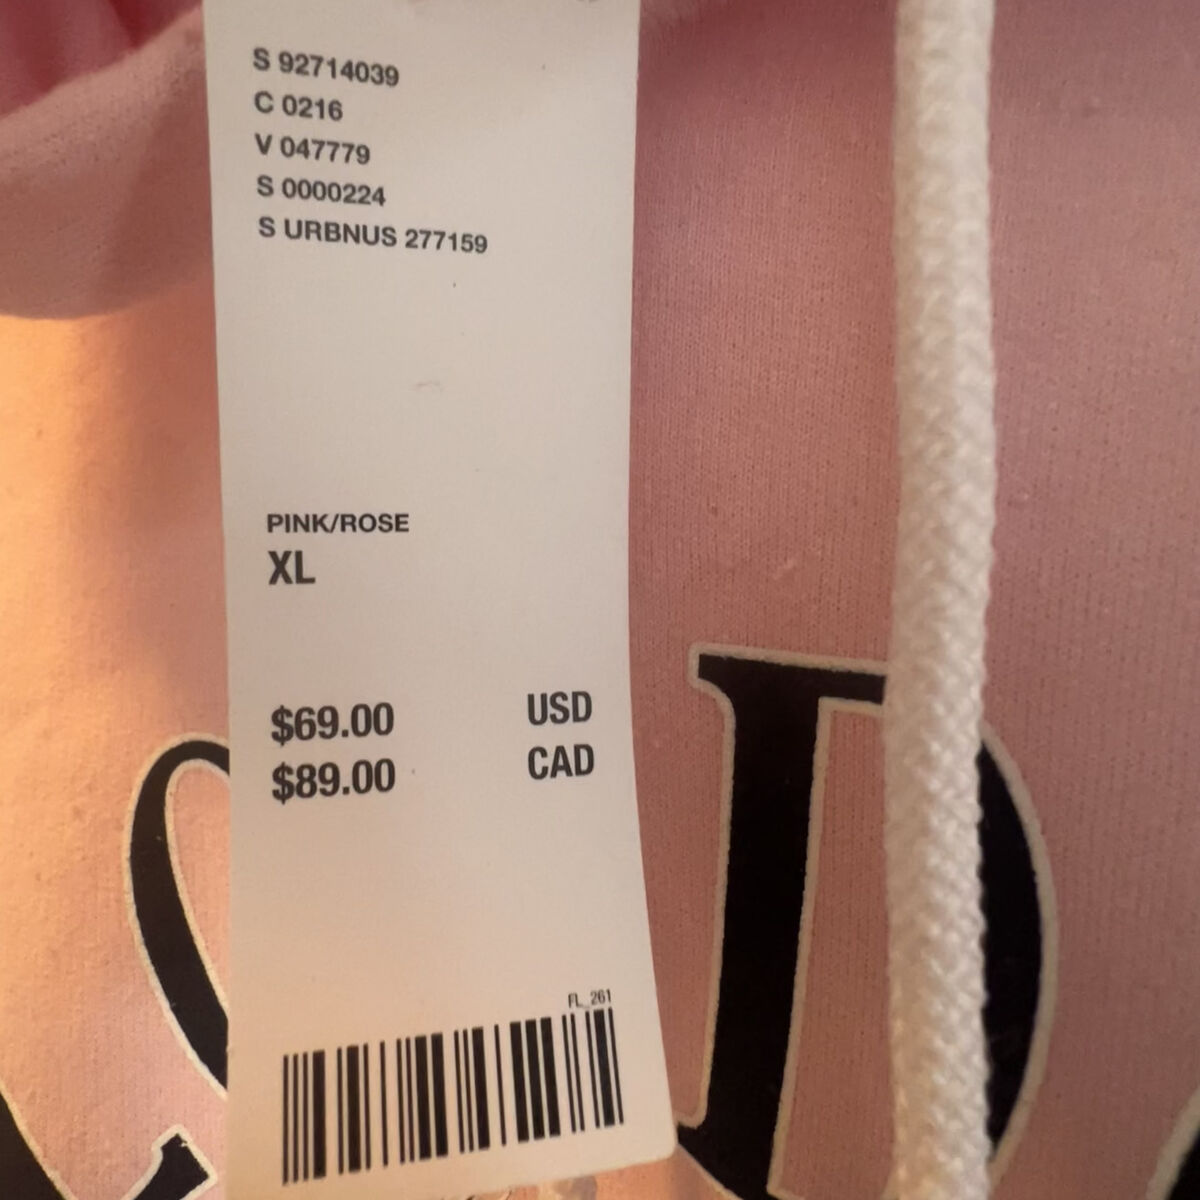 S 92714039
C 0216
V 047779
S 0000224
S URBNUS 277159
PINK/ROSE
XL
$69.00 USD
$89.00 CAD
FL_261
D